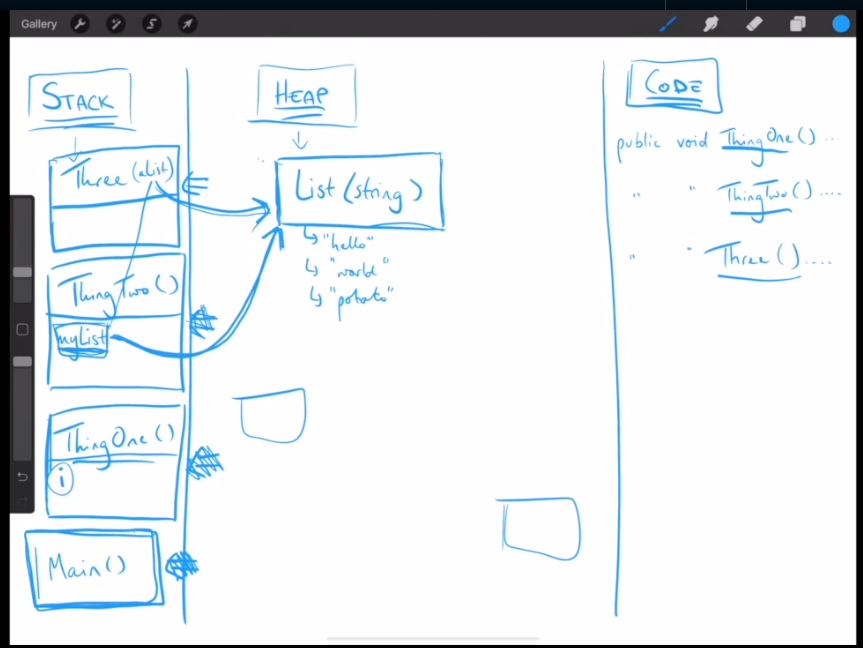 Gallery
STACK
Three (aList)
ThingTwo()
myList
ThingOne()
i
Main()
HEAP
List (string)
"hello"
"world"
"potato"
CODE
public void ThingOne() ...
" " ThingTwo() ....
" " Three() ....